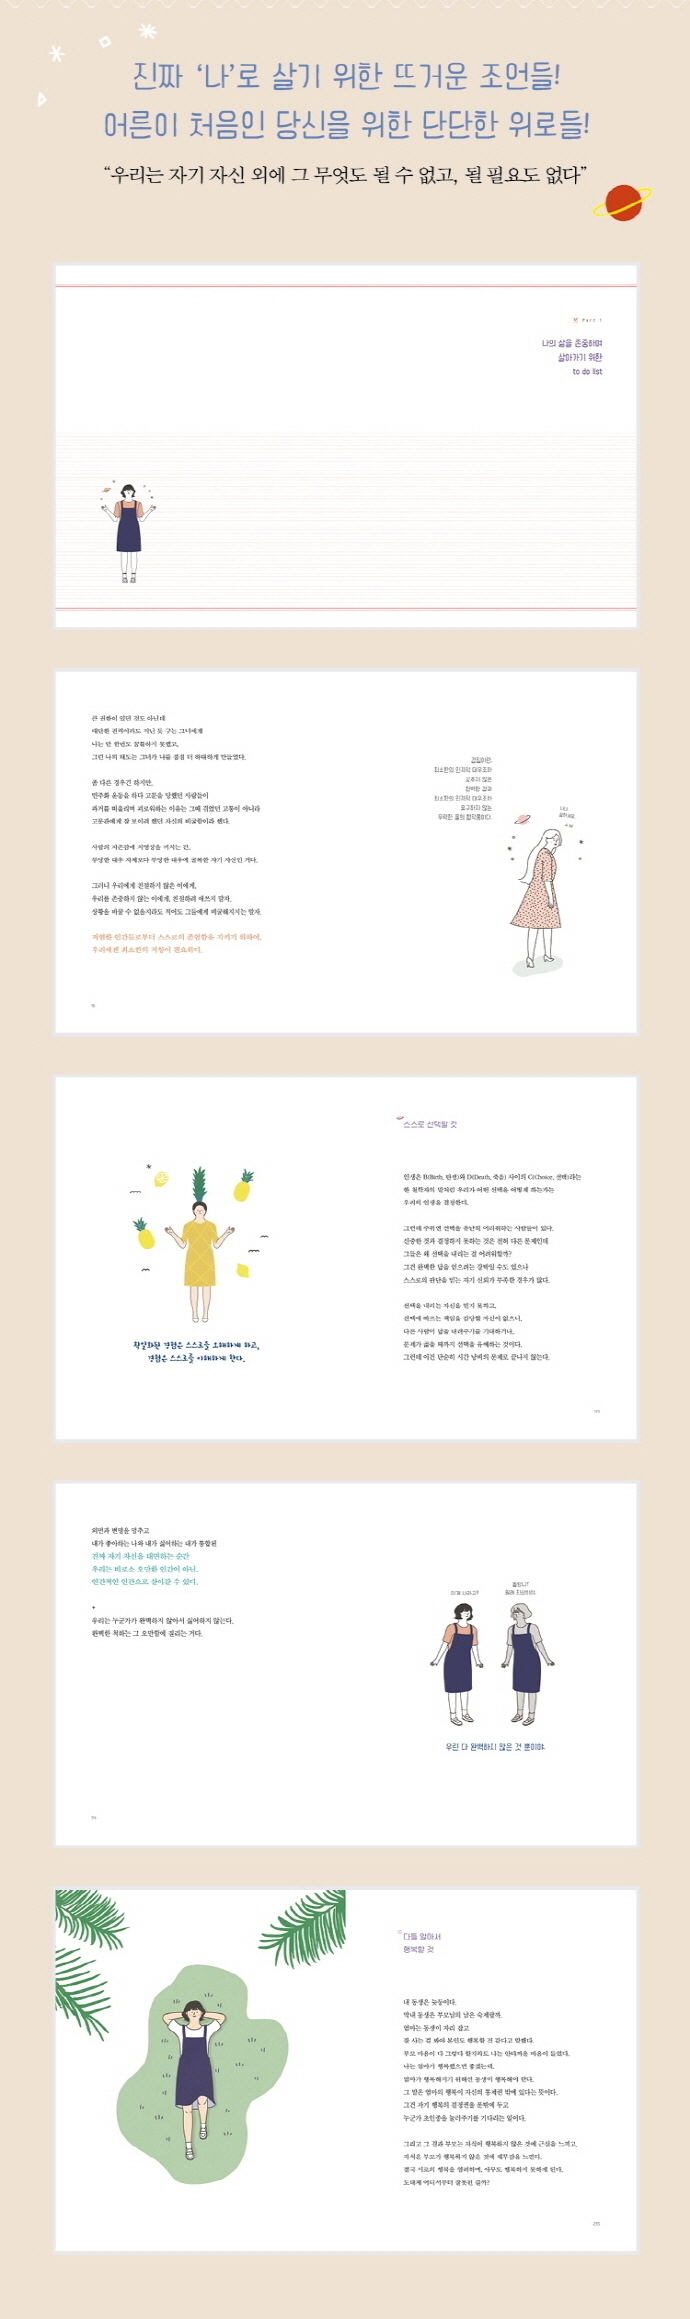 진짜 ‘나’로 살기 위한 뜨거운 조언들!
어른이 처음인 당신을 위한 단단한 위로들!
“우리는 자기 자신 외에 그 무엇도 될 수 없고, 될 필요도 없다”
Part 1
나의 삶을 존중하며
살아가기 위한
to do list
큰 권한이 있던 것도 아닌데
대단한 권력이라도 지닌 듯 구는 그녀에게
나는 단 한번도 꿈틀하지 못했고,
그런 나의 태도는 그녀가 나를 점점 더 하대하게 만들었다.
좀 다른 경우긴 하지만,
민주화 운동을 하다 고문을 당했던 사람들이
과거를 떠올리며 괴로워하는 이유는 그때 겪었던 고통이 아니라
고문관에게 잘 보이려 했던 자신의 비굴함이라 했다.
사람의 자존감에 치명상을 끼치는 건,
부당한 대우 자체보다 부당한 대우에 굴복한 자기 자신인 거다.
그러니 우리에게 친절하지 않은 이에게,
우리를 존중하지 않는 이에게, 친절하려 애쓰지 말자.
상황을 바꿀 수 없을지라도 적어도 그들에게 비굴해지지는 말자.
저열한 인간들로부터 스스로의 존엄함을 지키기 위하여,
우리에겐 최소한의 저항이 필요하다.
갑질이란,
최소한의 인격적 대우조차
갖추지 않은
천박한 갑과
최소한의 인격적 대우조차
요구하지 않는
무력한 을의 합작품이다.
스스로 선택할 것
인생은 B(Birth, 탄생)와 D(Death, 죽음) 사이의 C(Choice, 선택)라는
한 철학자의 말처럼 우리가 어떤 선택을 어떻게 하는가는
우리의 인생을 결정한다.
그런데 주위엔 선택을 유난히 어려워하는 사람들이 있다.
신중한 것과 결정하지 못하는 것은 전혀 다른 문제인데
그들은 왜 선택을 내리는 걸 어려워할까?
그건 완벽한 답을 얻으려는 강박일 수도 있으나
스스로의 판단을 믿는 자기 신뢰가 부족한 경우가 많다.
선택을 내리는 자신을 믿지 못하고,
선택에 따르는 책임을 감당할 자신이 없으니,
다른 사람이 답을 내려주기를 기대하거나,
문제가 곪을 때까지 선택을 유예하는 것이다.
그런데 이건 단순히 시간 낭비의 문제로 끝나지 않는다.
획일화된 경험은 스스로를 오해하게 하고,
경험은 스스로를 이해하게 한다.
외면과 변명을 멈추고
내가 좋아하는 나와 내가 싫어하는 내가 통합된
진짜 자기 자신을 대면하는 순간
우리는 비로소 오만한 인간이 아닌,
인간적인 인간으로 살아갈 수 있다.
+
우리는 누군가가 완벽하지 않아서 싫어하지 않는다.
완벽한 척하는 그 오만함에 질리는 거다.
이게 나라고?
우린 다 완벽하지 않은 것 뿐이야.
다들 알아서
행복할 것
내 동생은 늦둥이다.
막내 동생은 부모님의 남은 숙제랄까.
엄마는 동생이 자리 잡고
잘 사는 걸 봐야 본인도 행복할 것 같다고 말했다.
부모 마음이 다 그렇다 할지라도 나는 안타까운 마음이 들었다.
나는 엄마가 행복했으면 좋겠는데,
엄마가 행복해지기 위해선 동생이 행복해야 한다.
그 말은 엄마의 행복이 자신의 통제권 밖에 있다는 뜻이다.
그건 자기 행복의 결정권을 문밖에 두고
누군가 초인종을 눌러주기를 기다리는 일이다.
그리고 그 결과 부모는 자식이 행복하지 않은 것에 근심을 느끼고,
자식은 부모가 행복하지 않은 것에 채무감을 느낀다.
결국 서로의 행복을 염려하며, 아무도 행복하지 못하게 된다.
도대체 어디서부터 잘못된 걸까?